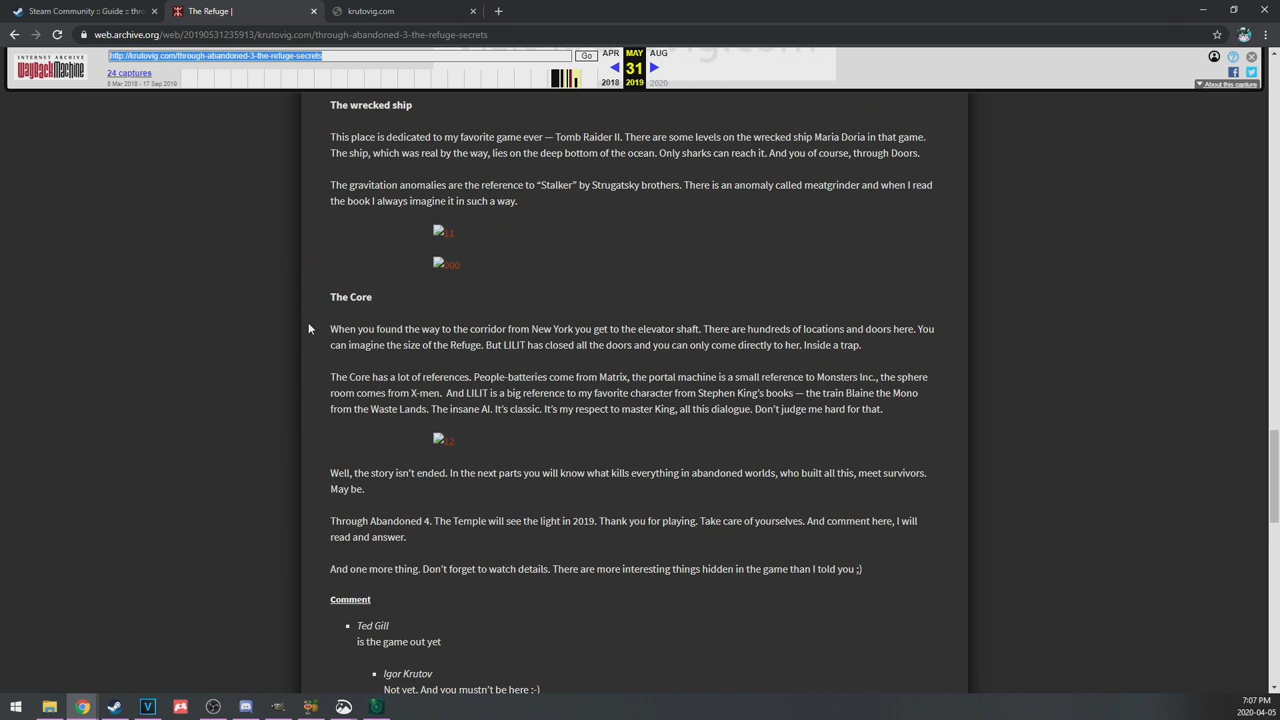 Steam Community :: Guide :: thr
The Refuge |
krutovig.com
web.archive.org/web/20190531235913/krutovig.com/through-abandoned-3-the-refuge-secrets
INTERNET ARCHIVE
WayBackMachine
http://krutovig.com/through-abandoned-3-the-refuge-secrets
Go
APR MAY AUG
24 captures
31
8 Mar 2018 - 17 Sep 2019
2018 2019 2020
About this capture
The wrecked ship
This place is dedicated to my favorite game ever — Tomb Raider II. There are some levels on the wrecked ship Maria Doria in that game.
The ship, which was real by the way, lies on the deep bottom of the ocean. Only sharks can reach it. And you of course, through Doors.
The gravitation anomalies are the reference to “Stalker” by Strugatsky brothers. There is an anomaly called meatgrinder and when I read
the book I always imagine it in such a way.
11
000
The Core
When you found the way to the corridor from New York you get to the elevator shaft. There are hundreds of locations and doors here. You
can imagine the size of the Refuge. But LILIT has closed all the doors and you can only come directly to her. Inside a trap.
The Core has a lot of references. People-batteries come from Matrix, the portal machine is a small reference to Monsters Inc., the sphere
room comes from X-men. And LILIT is a big reference to my favorite character from Stephen King’s books — the train Blaine the Mono
from the Waste Lands. The insane AI. It’s classic. It’s my respect to master King, all this dialogue. Don’t judge me hard for that.
12
Well, the story isn’t ended. In the next parts you will know what kills everything in abandoned worlds, who built all this, meet survivors.
May be.
Through Abandoned 4. The Temple will see the light in 2019. Thank you for playing. Take care of yourselves. And comment here, I will
read and answer.
And one more thing. Don’t forget to watch details. There are more interesting things hidden in the game than I told you ;)
Comment
Ted Gill
is the game out yet
Igor Krutov
Not yet. And you mustn’t be here :-)
7:07 PM
2020-04-05